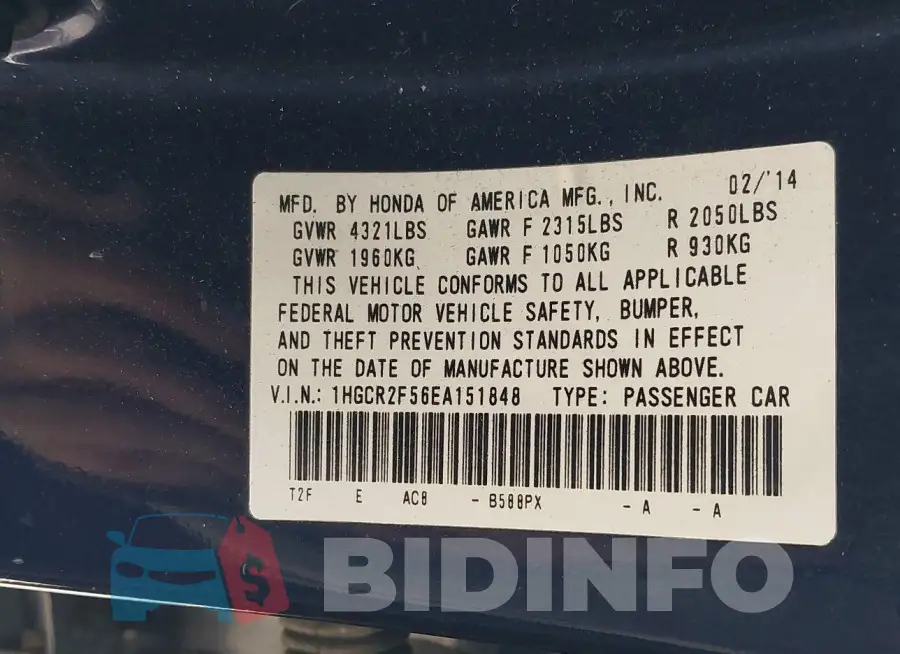 MFD. BY HONDA OF AMERICA MFG., INC. 02/'14
GVWR 4321LBS GAWR F 2315LBS R 2050LBS
GVWR 1960KG GAWR F 1050KG R 930KG
THIS VEHICLE CONFORMS TO ALL APPLICABLE
FEDERAL MOTOR VEHICLE SAFETY, BUMPER,
AND THEFT PREVENTION STANDARDS IN EFFECT
ON THE DATE OF MANUFACTURE SHOWN ABOVE.
V.I.N.: 1HGCR2F56EA151848 TYPE: PASSENGER CAR
T2F E AC8 - B588PX - A - A
$ BIDINFO